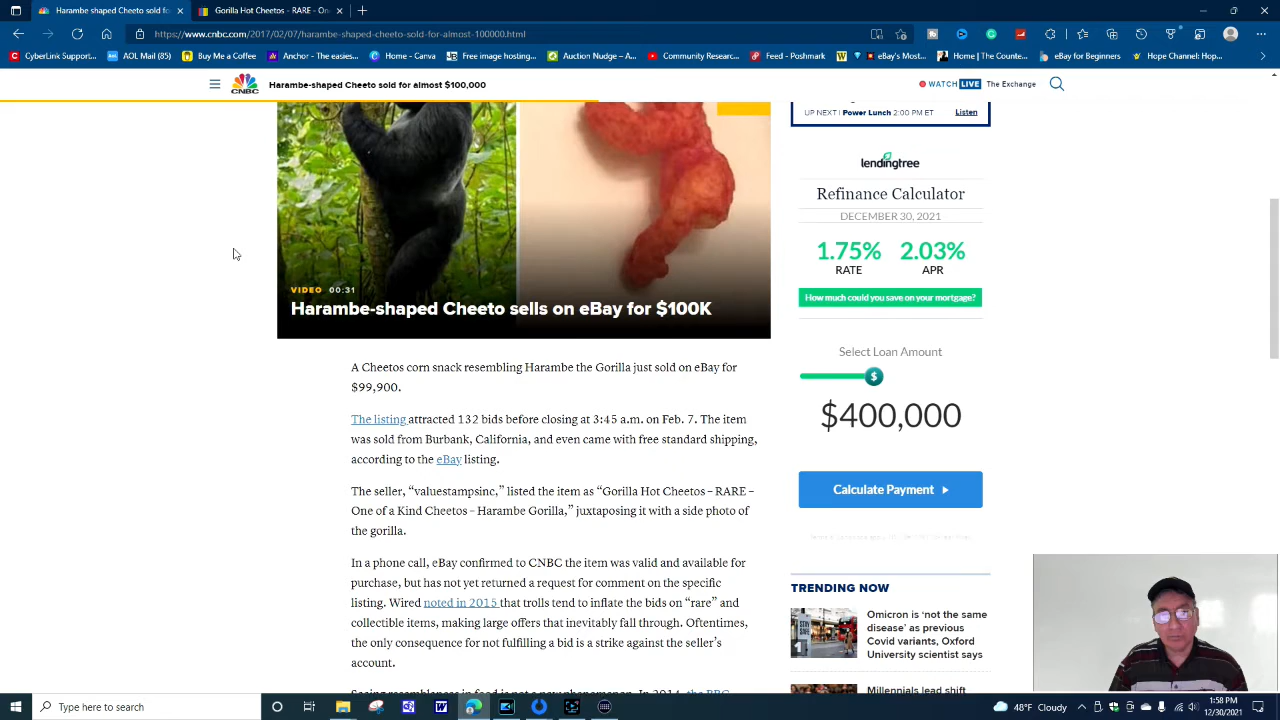 Harambe-shaped Cheeto sold for
Gorilla Hot Cheetos - RARE - On
https://www.cnbc.com/2017/02/07/harambe-shaped-cheeto-sold-for-almost-100000.html
CyberLink Support... AOL Mail (85) Buy Me a Coffee Anchor - The easies... Home - Canva Free image hosting... Auction Nudge – A... Community Research... Feed - Poshmark W eBay's Most... Home | The Counte... eBay for Beginners Hope Channel: Hop...
CNBC
Harambe-shaped Cheeto sold for almost $100,000
WATCH LIVE The Exchange
VIDEO 00:31
Harambe-shaped Cheeto sells on eBay for $100K
A Cheetos corn snack resembling Harambe the Gorilla just sold on eBay for
$99,900.
The listing attracted 132 bids before closing at 3:45 a.m. on Feb. 7. The item
was sold from Burbank, California, and even came with free standard shipping,
according to the eBay listing.
The seller, “valuestampsinc,” listed the item as “Gorilla Hot Cheetos – RARE –
One of a Kind Cheetos – Harambe Gorilla,” juxtaposing it with a side photo of
the gorilla.
In a phone call, eBay confirmed to CNBC the item was valid and available for
purchase, but has not yet returned a request for comment on the specific
listing. Wired noted in 2015 that trolls tend to inflate the bids on “rare” and
collectible items, making large offers that inevitably fall through. Oftentimes,
the only consequence for not fulfilling a bid is a strike against the seller’s
account.
UP NEXT | Power Lunch 2:00 PM ET Listen
lendingtree
Refinance Calculator
DECEMBER 30, 2021
1.75% 2.03%
RATE APR
How much could you save on your mortgage?
Select Loan Amount
$
$400,000
Calculate Payment
TRENDING NOW
1
Omicron is ‘not the same
disease’ as previous
Covid variants, Oxford
University scientist says
Millennials lead shift
Type here to search
48°F Cloudy
1:58 PM
12/30/2021